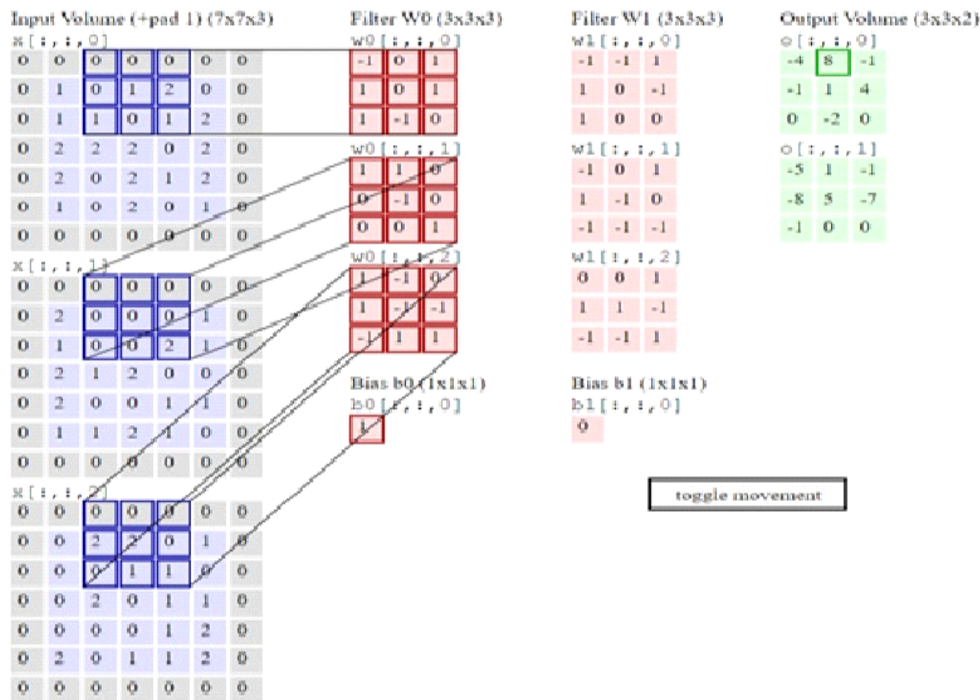 Input Volume (+pad 1) (7x7x3)
x[:,:,0]
0 0 0 0 0 0 0
0 1 0 1 2 0 0
0 1 1 0 1 2 0
0 2 2 2 0 2 0
0 2 0 2 1 2 0
0 1 0 2 0 1 0
0 0 0 0 0 0 0
x[:,:,1]
0 0 0 0 0 0 0
0 2 0 0 0 1 0
0 1 0 0 2 1 0
0 2 1 2 0 0 0
0 2 0 0 1 1 0
0 1 1 2 1 0 0
0 0 0 0 0 0 0
x[:,:,2]
0 0 0 0 0 0 0
0 0 2 2 0 1 0
0 0 0 1 1 0 0
0 0 2 0 1 1 0
0 0 0 0 1 2 0
0 2 0 1 1 2 0
0 0 0 0 0 0 0
Filter W0 (3x3x3)
w0[:,:,0]
-1 0 1
1 0 1
1 -1 0
w0[:,:,1]
1 1 0
0 -1 0
0 0 1
w0[:,:,2]
1 -1 0
1 -1 -1
-1 1 1
Bias b0 (1x1x1)
b0[:,:,0]
1
Filter W1 (3x3x3)
w1[:,:,0]
-1 -1 1
1 0 -1
1 0 0
w1[:,:,1]
-1 0 1
1 -1 0
-1 -1 -1
w1[:,:,2]
0 0 1
1 1 -1
-1 -1 1
Bias b1 (1x1x1)
b1[:,:,0]
0
Output Volume (3x3x2)
o[:,:,0]
-4 8 -1
-1 1 4
0 -2 0
o[:,:,1]
-5 1 -1
-8 5 -7
-1 0 0
toggle movement